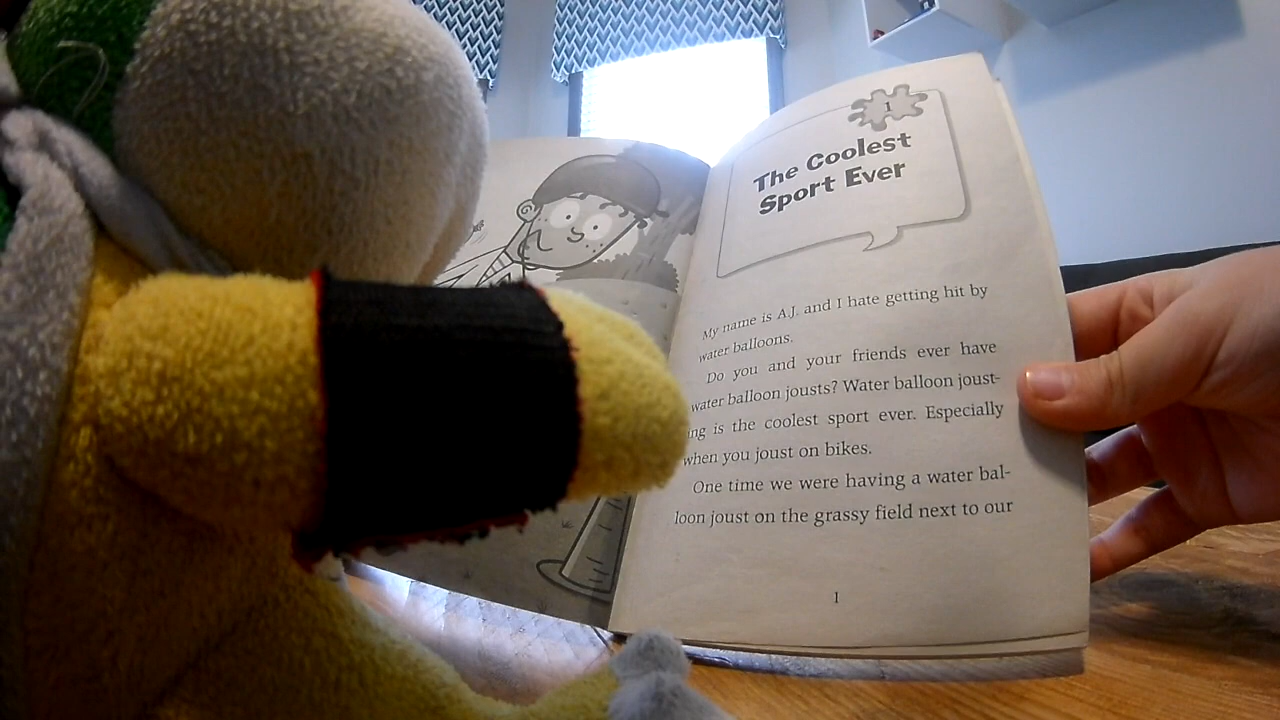 1
The Coolest
Sport Ever
My name is A.J. and I hate getting hit by
water balloons.
Do you and your friends ever have
water balloon jousts? Water balloon joust-
ing is the coolest sport ever. Especially
when you joust on bikes.
One time we were having a water bal-
loon joust on the grassy field next to our
1